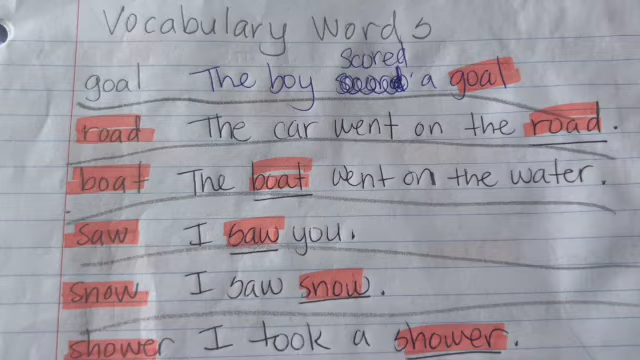 Vocabulary Words
goal The boy scored a goal
road The car went on the road.
boat The boat went on the water.
saw I saw you.
snow I saw snow.
shower I took a shower.